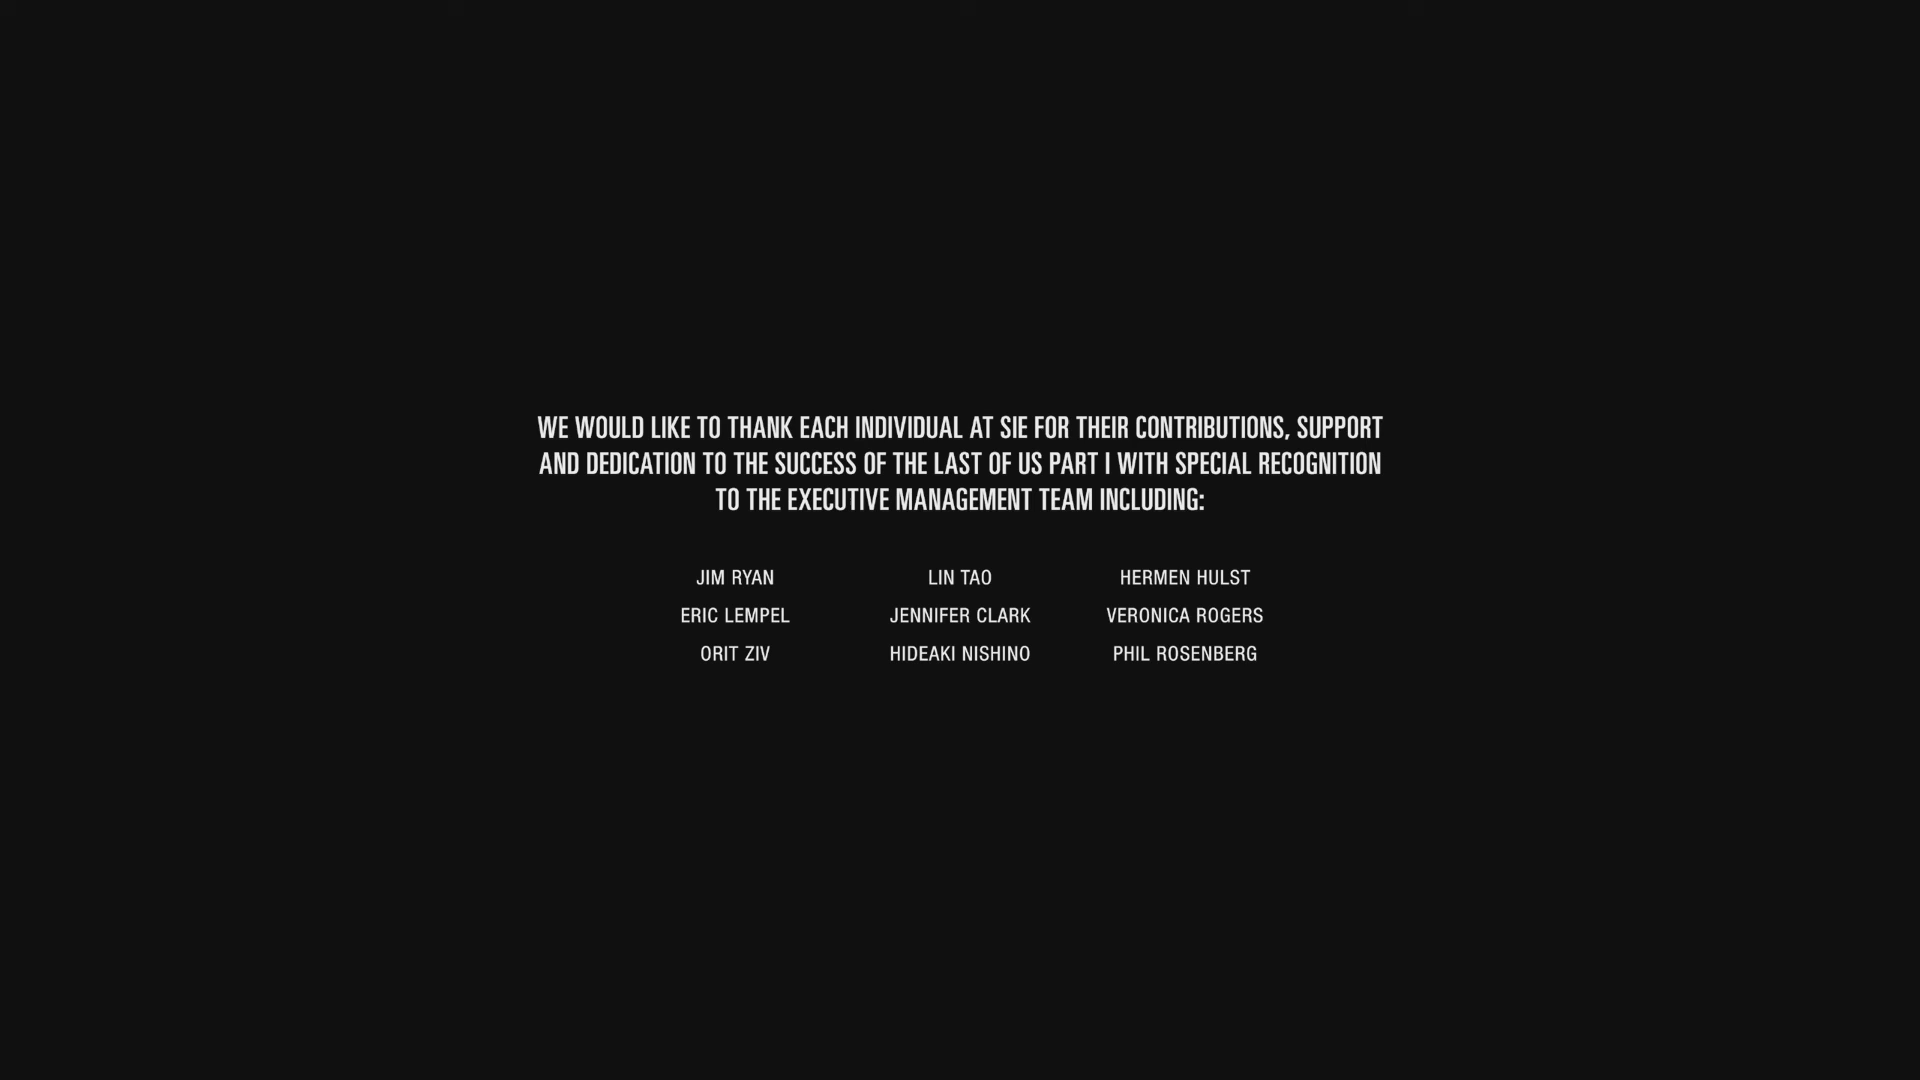 WE WOULD LIKE TO THANK EACH INDIVIDUAL AT SIE FOR THEIR CONTRIBUTIONS, SUPPORT
AND DEDICATION TO THE SUCCESS OF THE LAST OF US PART I WITH SPECIAL RECOGNITION
TO THE EXECUTIVE MANAGEMENT TEAM INCLUDING:
JIM RYAN LIN TAO HERMEN HULST
ERIC LEMPEL JENNIFER CLARK VERONICA ROGERS
ORIT ZIV HIDEAKI NISHINO PHIL ROSENBERG